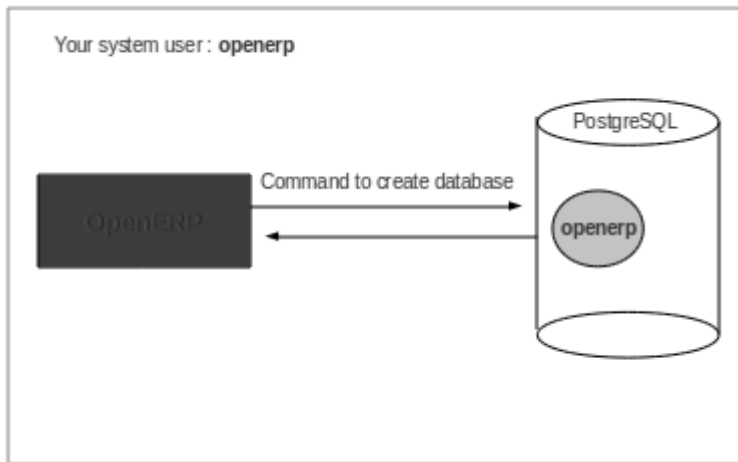 Your system user : openerp
PostgreSQL
Command to create database
OpenERP
openerp